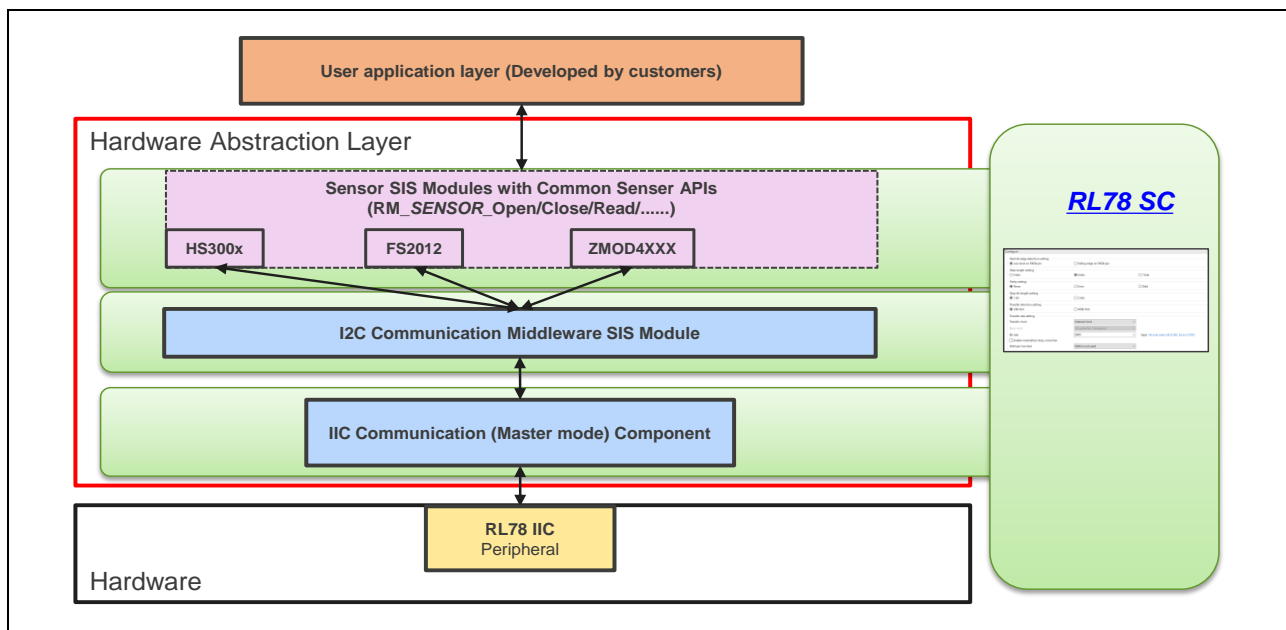 User application layer (Developed by customers)
Hardware Abstraction Layer
Sensor SIS Modules with Common Senser APIs
(RM_SENSOR_Open/Close/Read/......)
HS300x
FS2012
ZMOD4XXX
I2C Communication Middleware SIS Module
IIC Communication (Master mode) Component
RL78 IIC
Peripheral
Hardware
RL78 SC